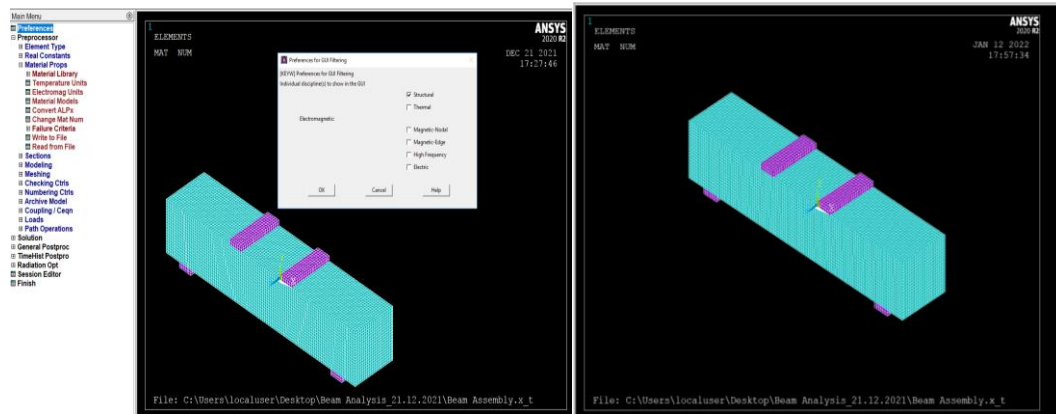 Main Menu
Preferences
Preprocessor
Element Type
Real Constants
Material Props
Material Library
Temperature Units
Electromag Units
Material Models
Convert ALPx
Change Mat Num
Failure Criteria
Write to File
Read from File
Sections
Modeling
Meshing
Checking Ctrls
Numbering Ctrls
Archive Model
Coupling / Ceqn
Loads
Path Operations
Solution
General Postproc
TimeHist Postpro
Radiation Opt
Session Editor
Finish
1
ELEMENTS
MAT NUM
ANSYS
2020 R2
DEC 21 2021
17:27:46
Preferences for GUI Filtering
[KEYW] Preferences for GUI Filtering
Individual discipline(s) to show in the GUI
Structural
Thermal
Electromagnetic:
Magnetic-Nodal
Magnetic-Edge
High Frequency
Electric
OK Cancel Help
File: C:\Users\localuser\Desktop\Beam Analysis_21.12.2021\Beam Assembly.x_t
1
ELEMENTS
MAT NUM
ANSYS
2020 R2
JAN 12 2022
17:57:34
File: C:\Users\localuser\Desktop\Beam Analysis_21.12.2021\Beam Assembly.x_t